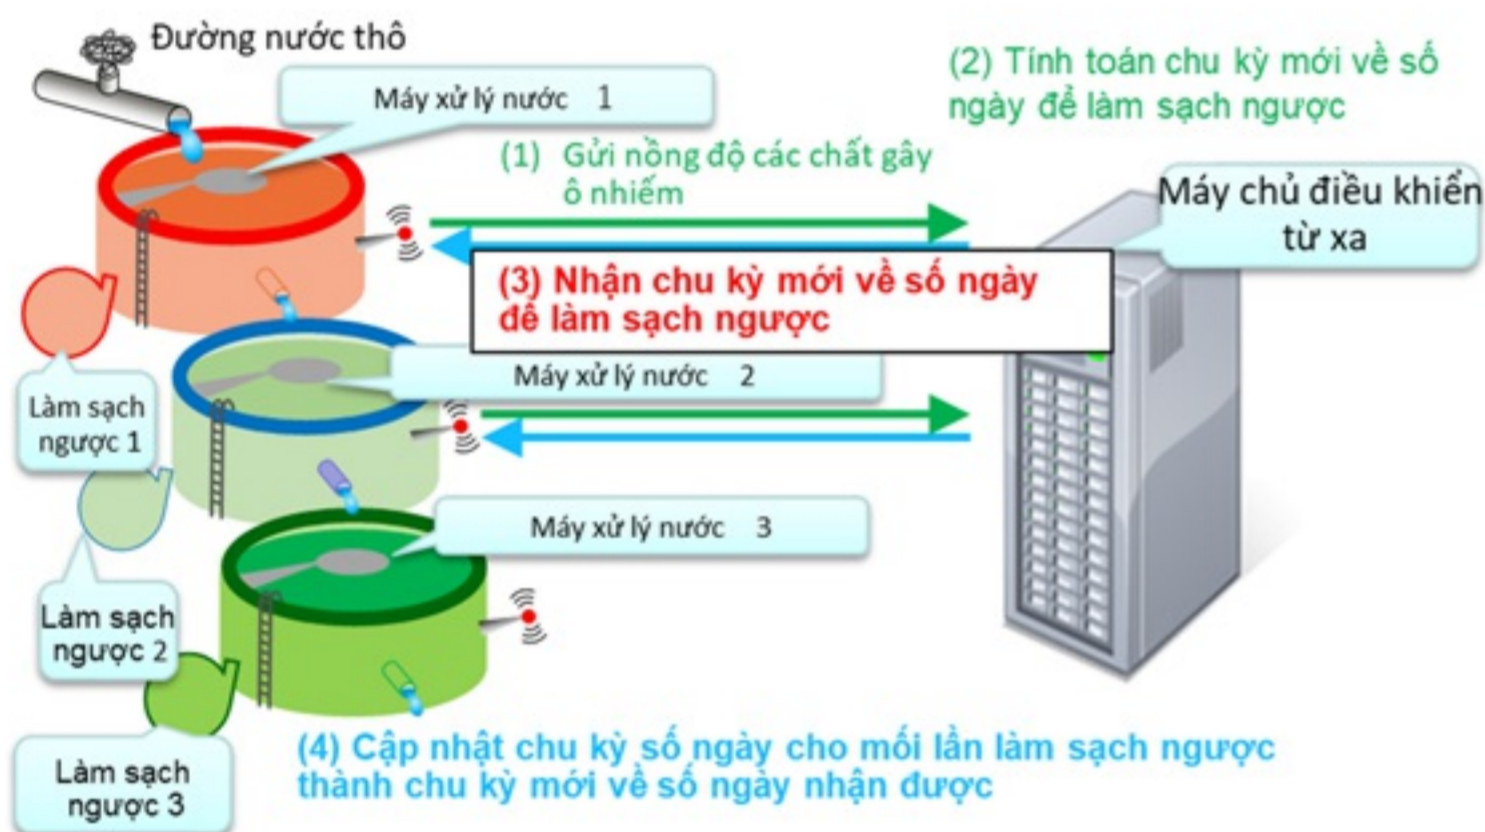 Đường nước thô
Máy xử lý nước 1
(2) Tính toán chu kỳ mới về số
ngày để làm sạch ngược
(1) Gửi nồng độ các chất gây
ô nhiễm
Máy chủ điều khiển
từ xa
(3) Nhận chu kỳ mới về số ngày
để làm sạch ngược
Máy xử lý nước 2
Làm sạch
ngược 1
Máy xử lý nước 3
Làm sạch
ngược 2
(4) Cập nhật chu kỳ số ngày cho mỗi lần làm sạch ngược
thành chu kỳ mới về số ngày nhận được
Làm sạch
ngược 3